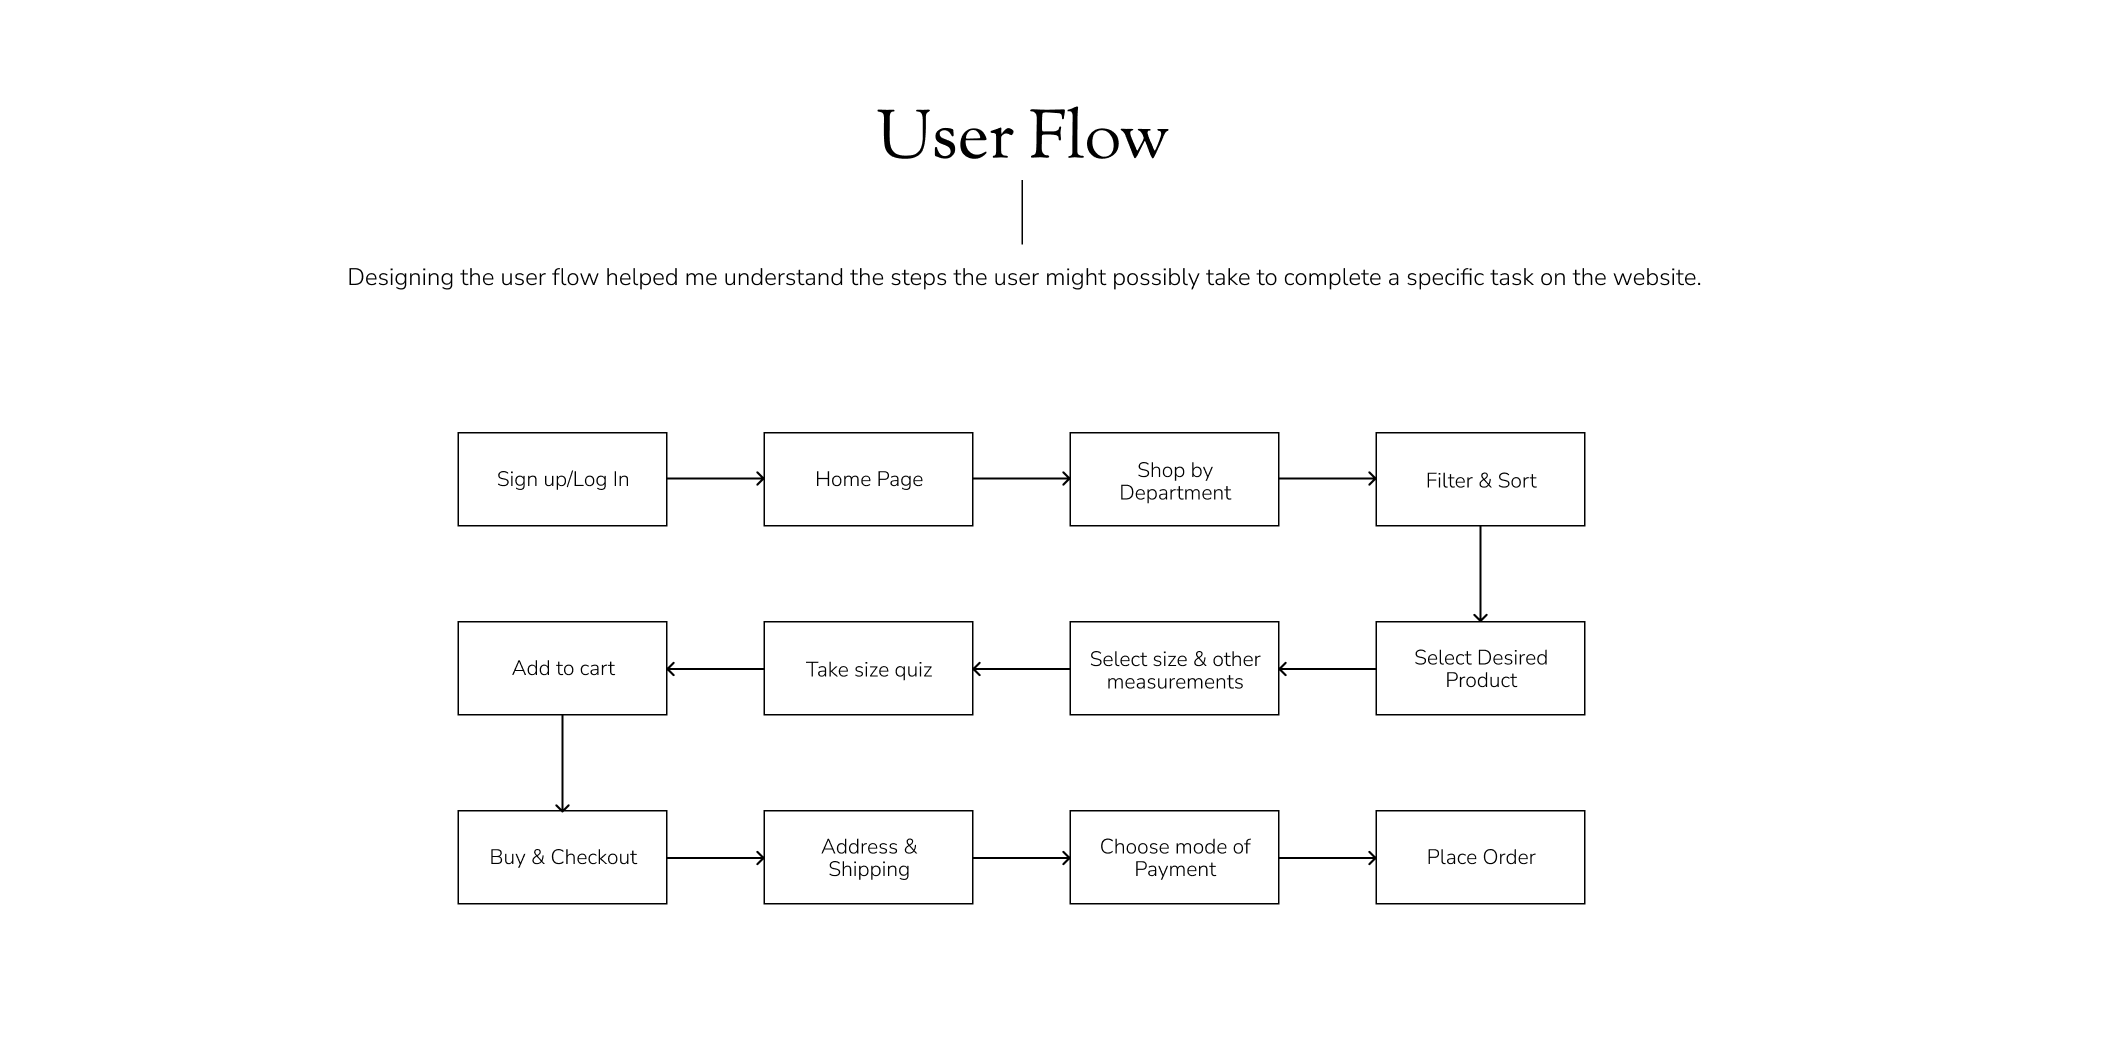 User Flow
Designing the user flow helped me understand the steps the user might possibly take to complete a specific task on the website.
Sign up/Log In
Home Page
Shop by
Department
Filter & Sort
Select Desired
Product
Select size & other
measurements
Take size quiz
Add to cart
Buy & Checkout
Address &
Shipping
Choose mode of
Payment
Place Order